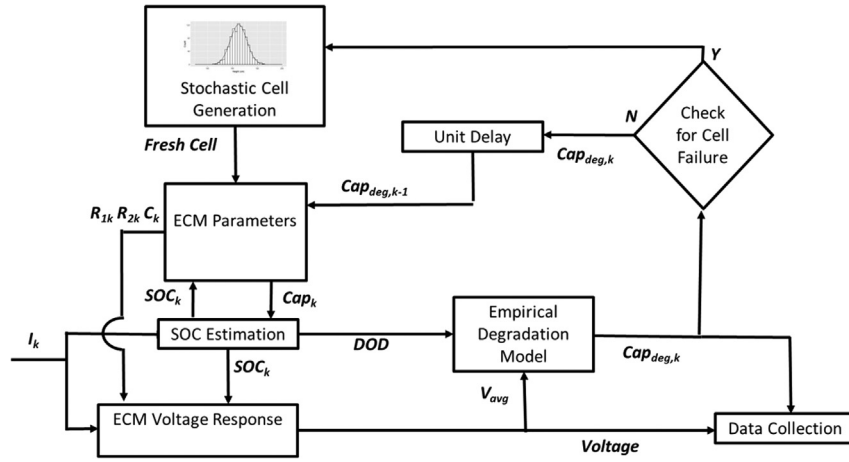 Stochastic Cell
Generation
Y
N
Check
for Cell
Failure
Unit Delay
Cap_deg,k
Fresh Cell
Cap_deg,k-1
R_1k R_2k C_k
ECM Parameters
SOC_k
Cap_k
I_k
SOC Estimation
DOD
Empirical
Degradation
Model
Cap_deg,k
SOC_k
V_avg
ECM Voltage Response
Voltage
Data Collection